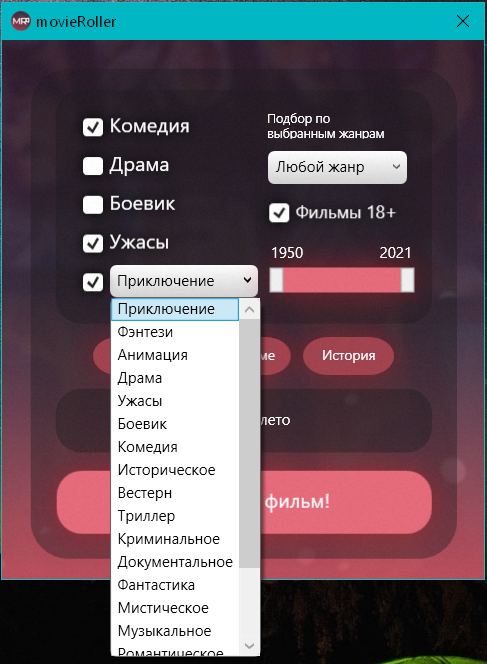 MR
movieRoller
Комедия
Драма
Боевик
Ужасы
Приключение
Подбор по
выбранным жанрам
Любой жанр
Фильмы 18+
1950
2021
Приключение
Фэнтези
Анимация
Драма
Ужасы
Боевик
Комедия
Историческое
Вестерн
Триллер
Криминальное
Документальное
Фантастика
Мистическое
Музыкальное
Романтическое
ме
История
лето
фильм!